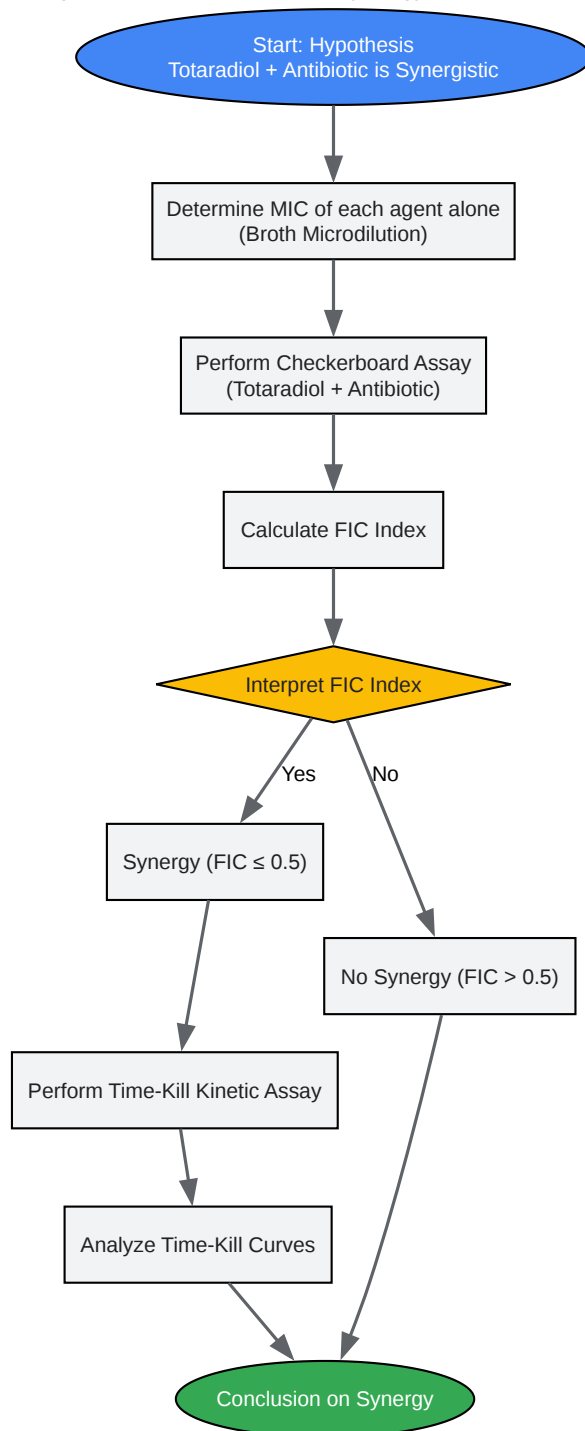 Start: Hypothesis
Totaradiol + Antibiotic is Synergistic
Determine MIC of each agent alone
(Broth Microdilution)
Perform Checkerboard Assay
(Totaradiol + Antibiotic)
Calculate FIC Index
Interpret FIC Index
Yes
No
Synergy (FIC ≤ 0.5)
No Synergy (FIC > 0.5)
Perform Time-Kill Kinetic Assay
Analyze Time-Kill Curves
Conclusion on Synergy